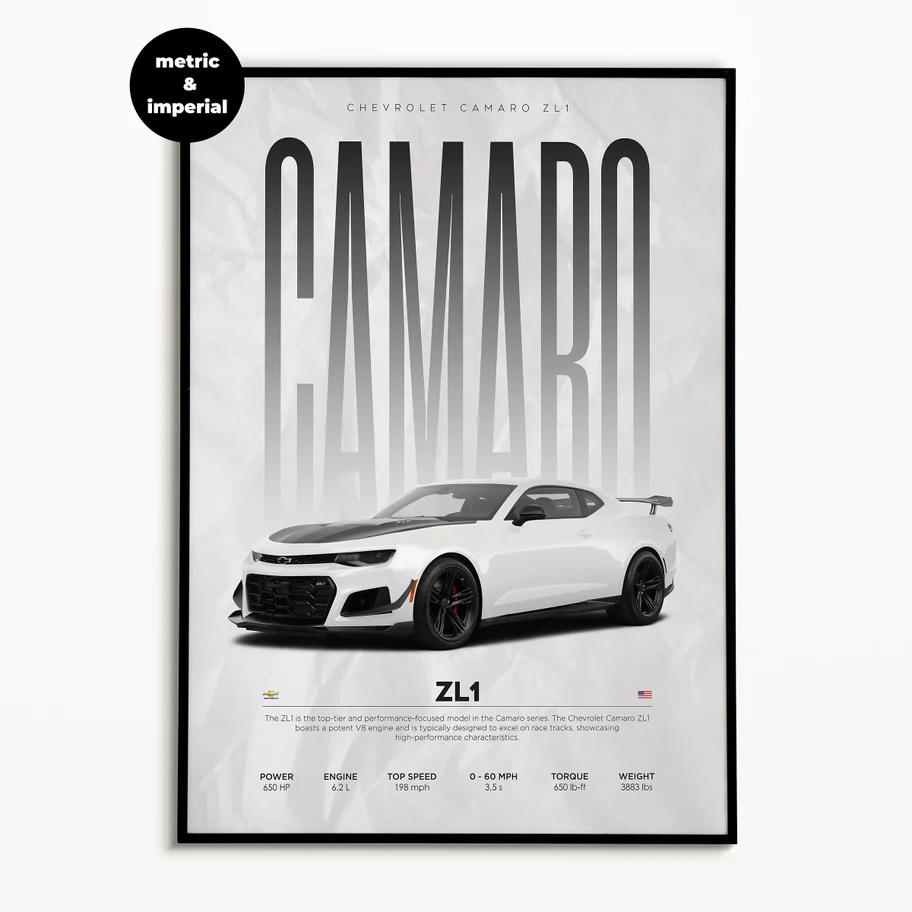 metric
&
imperial
CHEVROLET CAMARO ZL1
CAMARO
ZL1
The ZL1 is the top-tier and performance-focused model in the Camaro series. The Chevrolet Camaro ZL1
boasts a potent V8 engine and is typically designed to excel on race tracks, showcasing
high-performance characteristics.
POWER ENGINE TOP SPEED 0 - 60 MPH TORQUE WEIGHT
650 HP 6.2 L 198 mph 3,5 s 650 lb-ft 3883 lbs